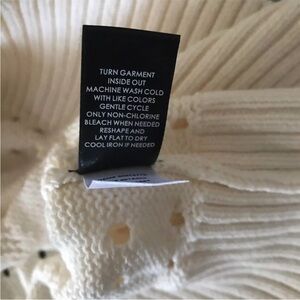 TURN GARMENT
INSIDE OUT
MACHINE WASH COLD
WITH LIKE COLORS
GENTLE CYCLE
ONLY NON-CHLORINE
BLEACH WHEN NEEDED
RESHAPE AND
LAY FLAT TO DRY
COOL IRON IF NEEDED